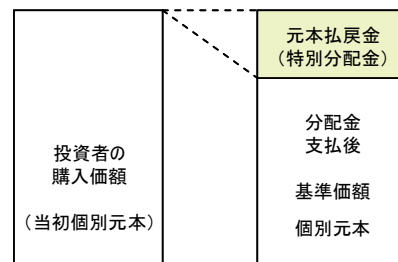 投資者の
購入価額
（当初個別元本）
元本払戻金
（特別分配金）
分配金
支払後
基準価額
個別元本